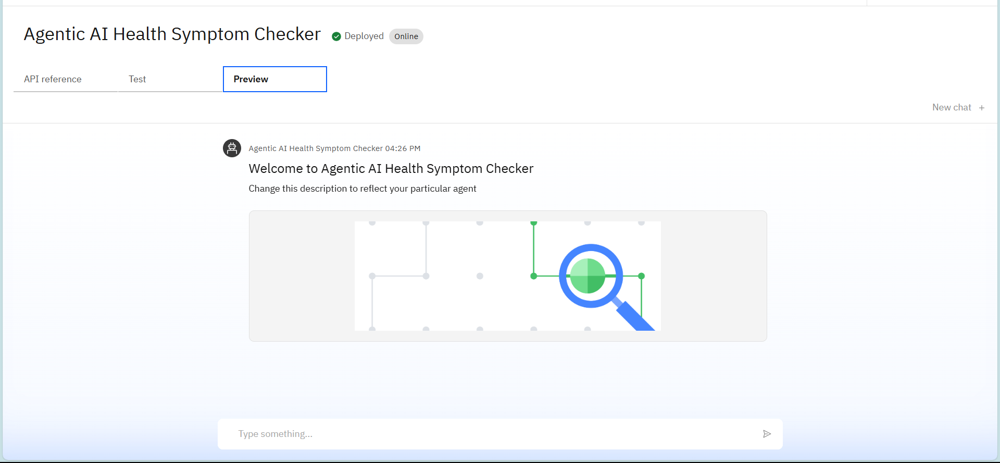 Agentic AI Health Symptom Checker Deployed Online
API reference Test Preview
New chat +
Agentic AI Health Symptom Checker 04:26 PM
Welcome to Agentic AI Health Symptom Checker
Change this description to reflect your particular agent
Type something...